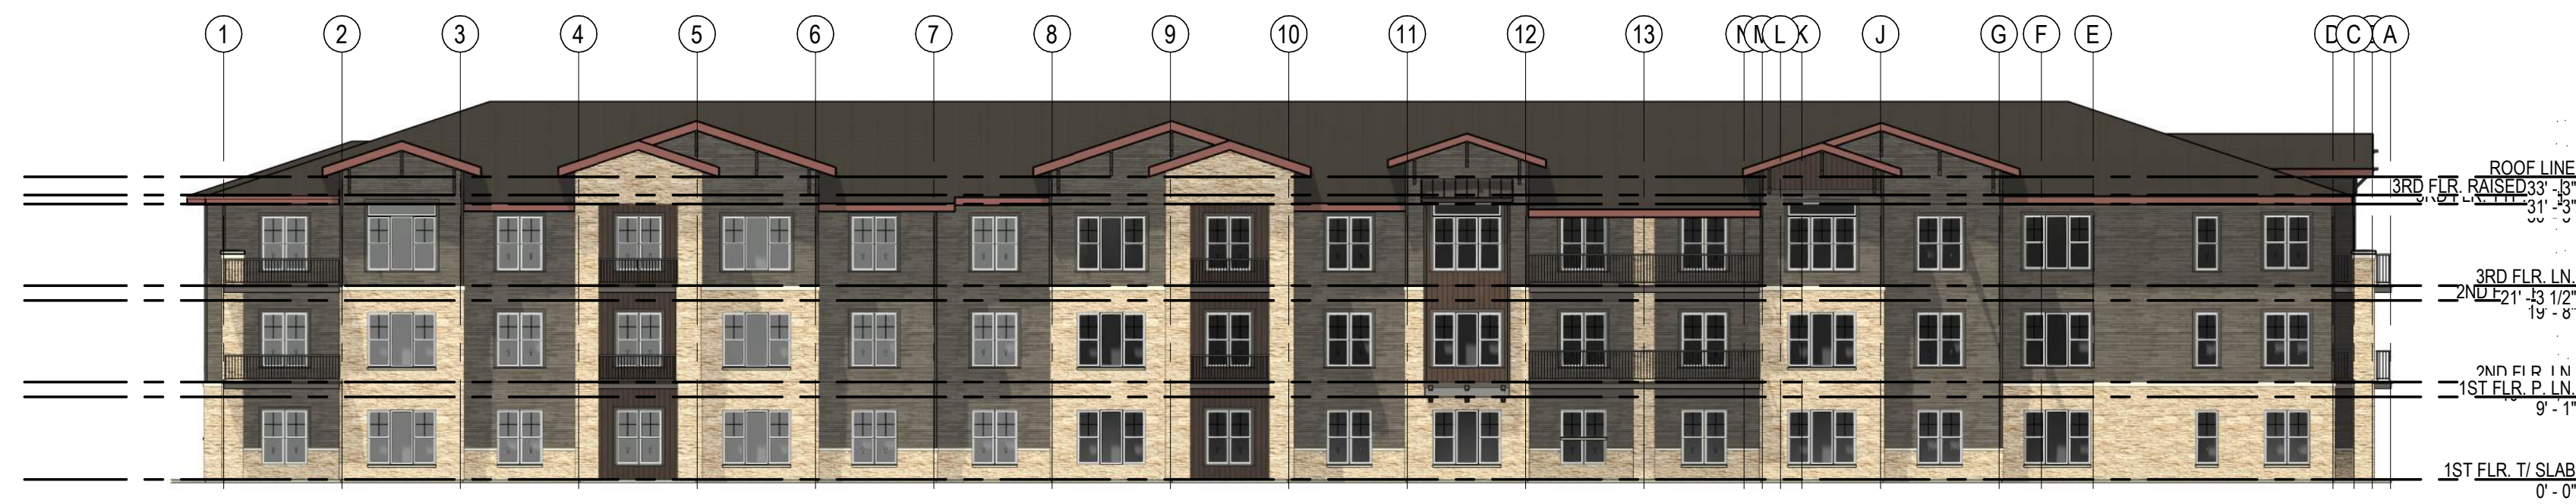 1 2 3 4 5 6 7 8 9 10 11 12 13 L K J G F E D C A
ROOF LINE
3RD FLR. RAISED 33' - 3"
31' - 3"
3RD FLR. LN.
21' - 3 1/2"
19' - 8"
2ND FLR. LN.
1ST FLR. P. LN.
9' - 1"
1ST FLR. T/ SLAB
0' - 0"